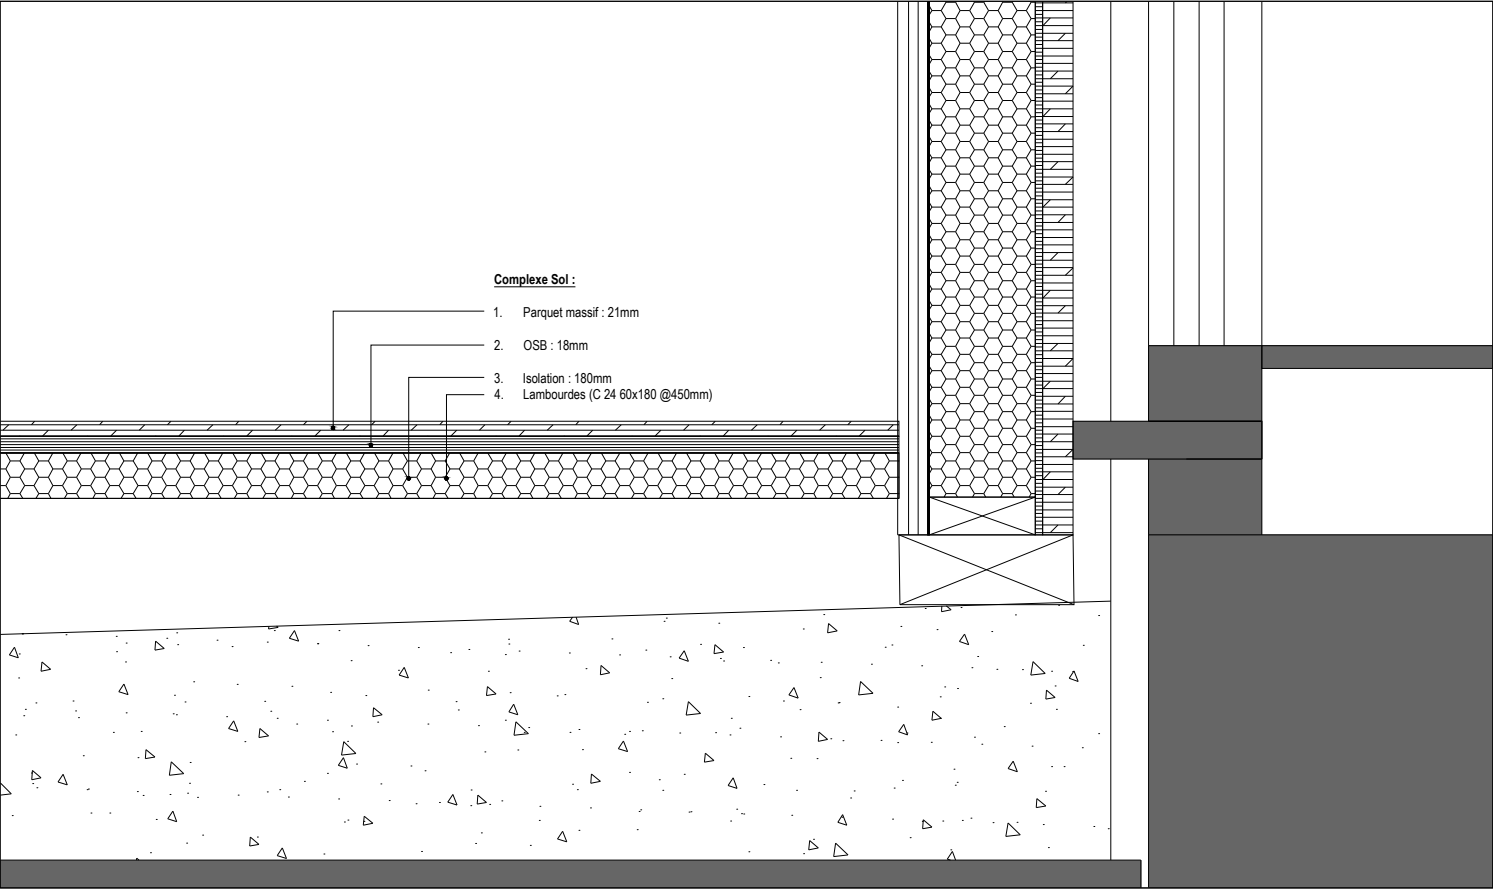 Complexe Sol :
1. Parquet massif : 21mm
2. OSB : 18mm
3. Isolation : 180mm
4. Lambourdes (C 24 60x180 @450mm)